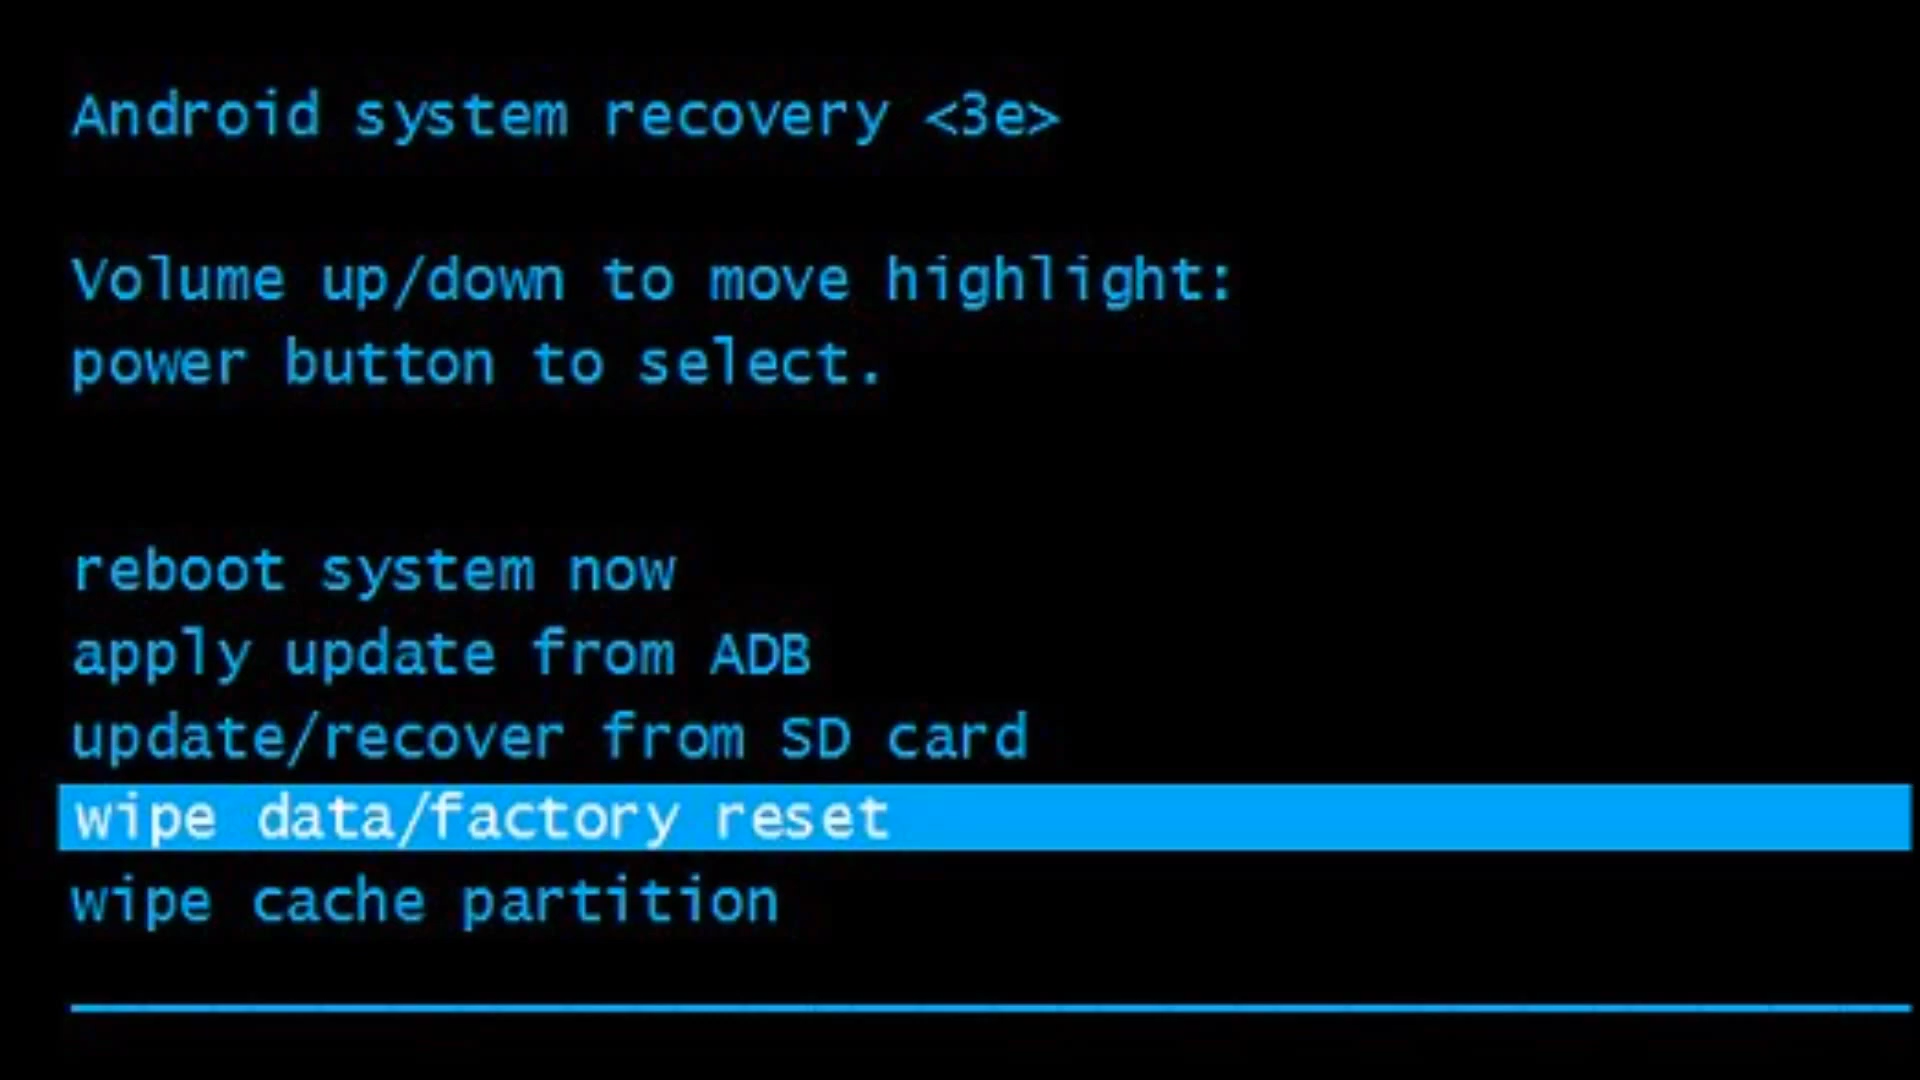 Android system recovery <3e>
Volume up/down to move highlight:
power button to select.
reboot system now
apply update from ADB
update/recover from SD card
wipe data/factory reset
wipe cache partition